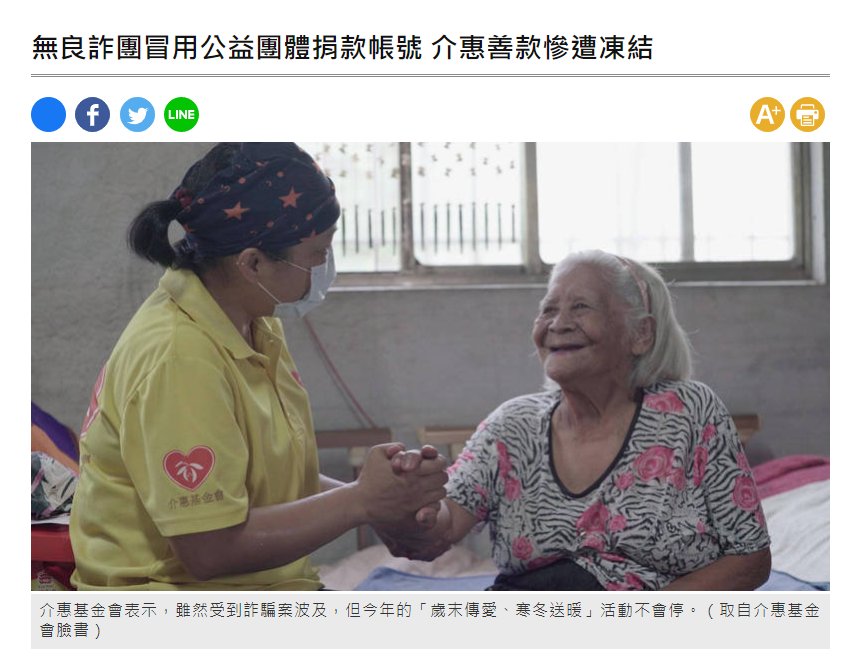 無良詐團冒用公益團體捐款帳號 介惠善款慘遭凍結
LINE
A+
介惠基金會
介惠基金會表示，雖然受到詐騙案波及，但今年的「歲末傳愛、寒冬送暖」活動不會停。（取自介惠基金
會臉書）